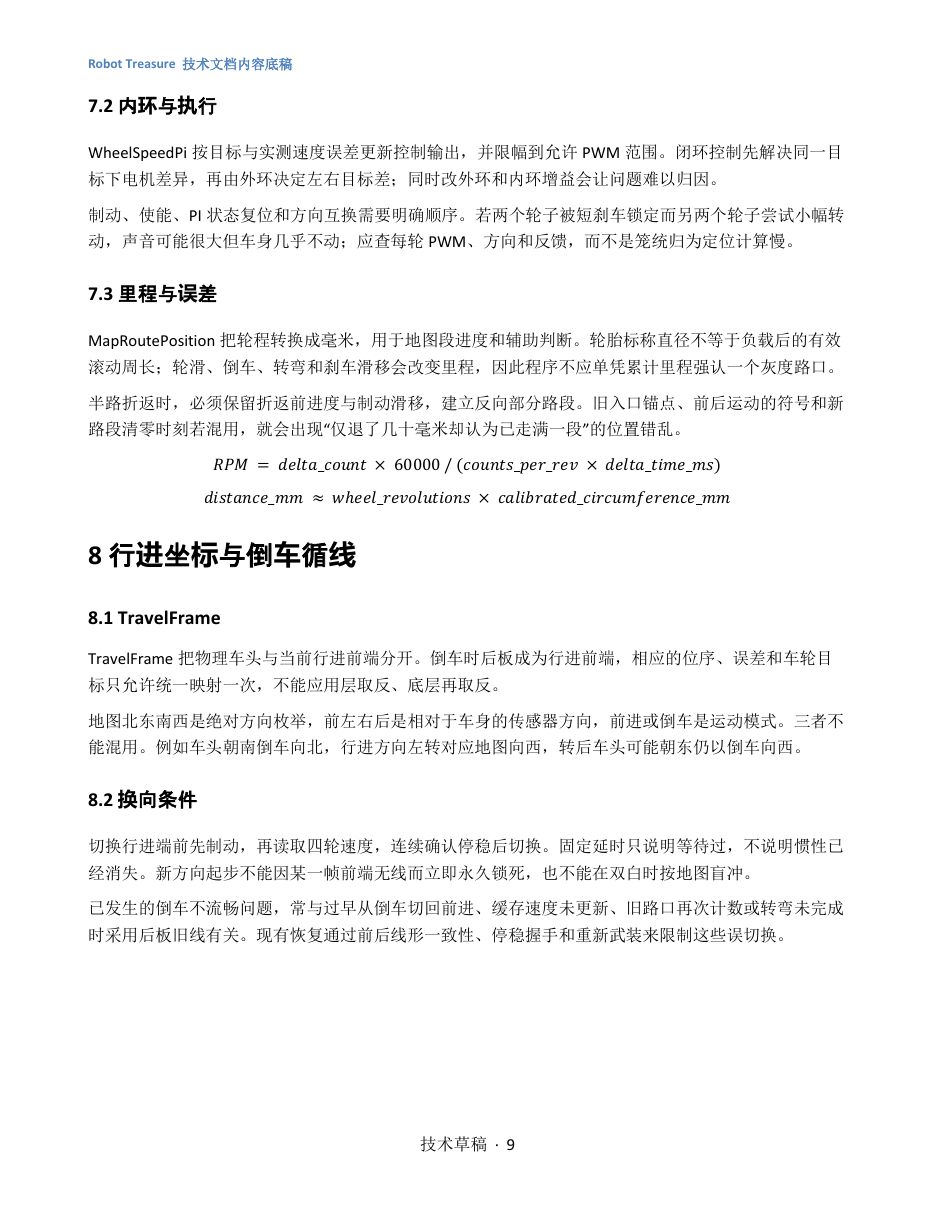 Robot Treasure 技术文档内容底稿
7.2 内环与执行
WheelSpeedPi 按目标与实测速度误差更新控制输出，并限幅到允许 PWM 范围。闭环控制先解决同一目
标下电机差异，再由外环决定左右目标差；同时改外环和内环增益会让问题难以归因。
制动、使能、PI 状态复位和方向互换需要明确顺序。若两个轮子被短刹车锁定而另两个轮子尝试小幅转
动，声音可能很大但车身几乎不动；应查每轮 PWM、方向和反馈，而不是笼统归为定位计算慢。
7.3 里程与误差
MapRoutePosition 把轮程转换成毫米，用于地图段进度和辅助判断。轮胎标称直径不等于负载后的有效
滚动周长；轮滑、倒车、转弯和刹车滑移会改变里程，因此程序不应单凭累计里程强认一个灰度路口。
半路折返时，必须保留折返前进度与制动滑移，建立反向部分路段。旧入口锚点、前后运动的符号和新
路段清零时刻若混用，就会出现“仅退了几十毫米却认为已走满一段”的位置错乱。
RPM = delta_count × 60000 / (counts_per_rev × delta_time_ms)
distance_mm ≈ wheel_revolutions × calibrated_circumference_mm
8 行进坐标与倒车循线
8.1 TravelFrame
TravelFrame 把物理车头与当前行进前端分开。倒车时后板成为行进前端，相应的位序、误差和车轮目
标只允许统一映射一次，不能应用层取反、底层再取反。
地图北东南西是绝对方向枚举，前左右后是相对于车身的传感器方向，前进或倒车是运动模式。三者不
能混用。例如车头朝南倒车向北，行进方向左转对应地图向西，转后车头可能朝东仍以倒车向西。
8.2 换向条件
切换行进端前先制动，再读取四轮速度，连续确认停稳后切换。固定延时只说明等待过，不说明惯性已
经消失。新方向起步不能因某一帧前端无线而立即永久锁死，也不能在双白时按地图盲冲。
已发生的倒车不流畅问题，常与过早从倒车切回前进、缓存速度未更新、旧路口再次计数或转弯未完成
时采用后板旧线有关。现有恢复通过前后线形一致性、停稳握手和重新武装来限制这些误切换。
技术草稿 · 9